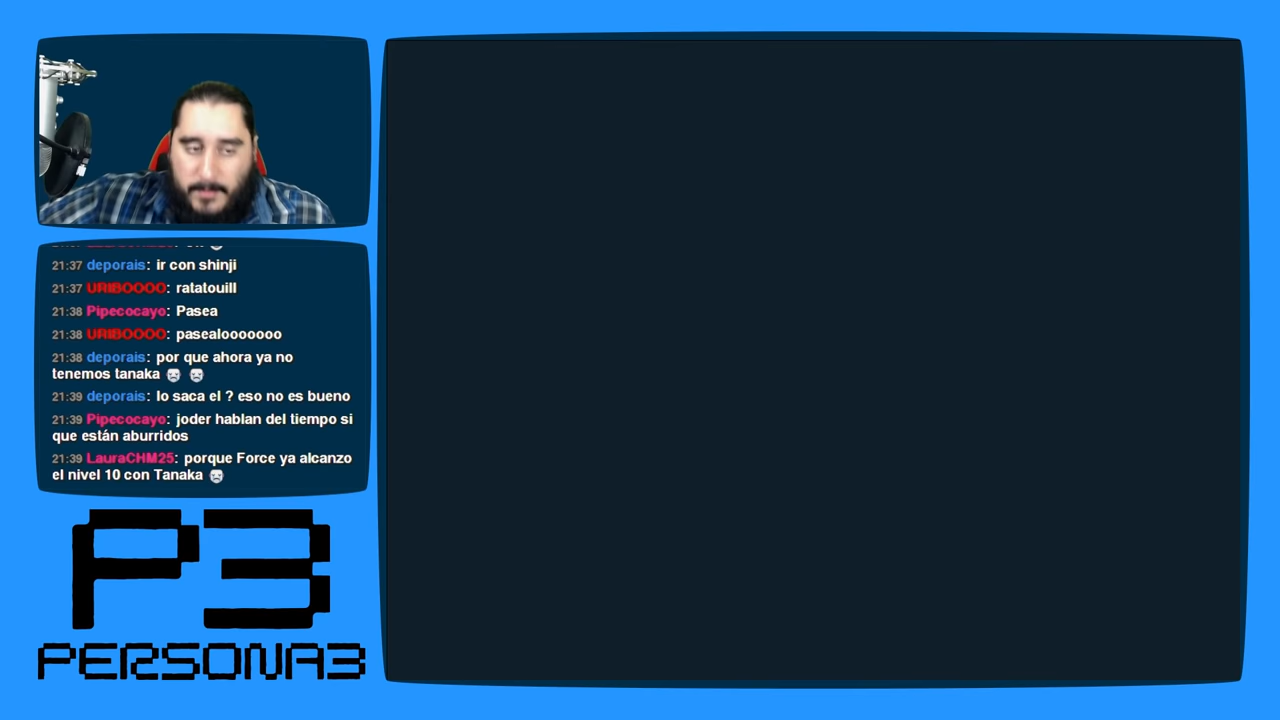 21:37 deporais: ir con shinji
21:37 URIBOOOO: ratatouill
21:38 Pipecocayo: Pasea
21:38 URIBOOOO: pasealooooooo
21:38 deporais: por que ahora ya no
tenemos tanaka
21:39 deporais: lo saca el ? eso no es bueno
21:39 Pipecocayo: joder hablan del tiempo si
que están aburridos
21:39 LauraCHM25: porque Force ya alcanzo
el nivel 10 con Tanaka
P3
PERSONA3